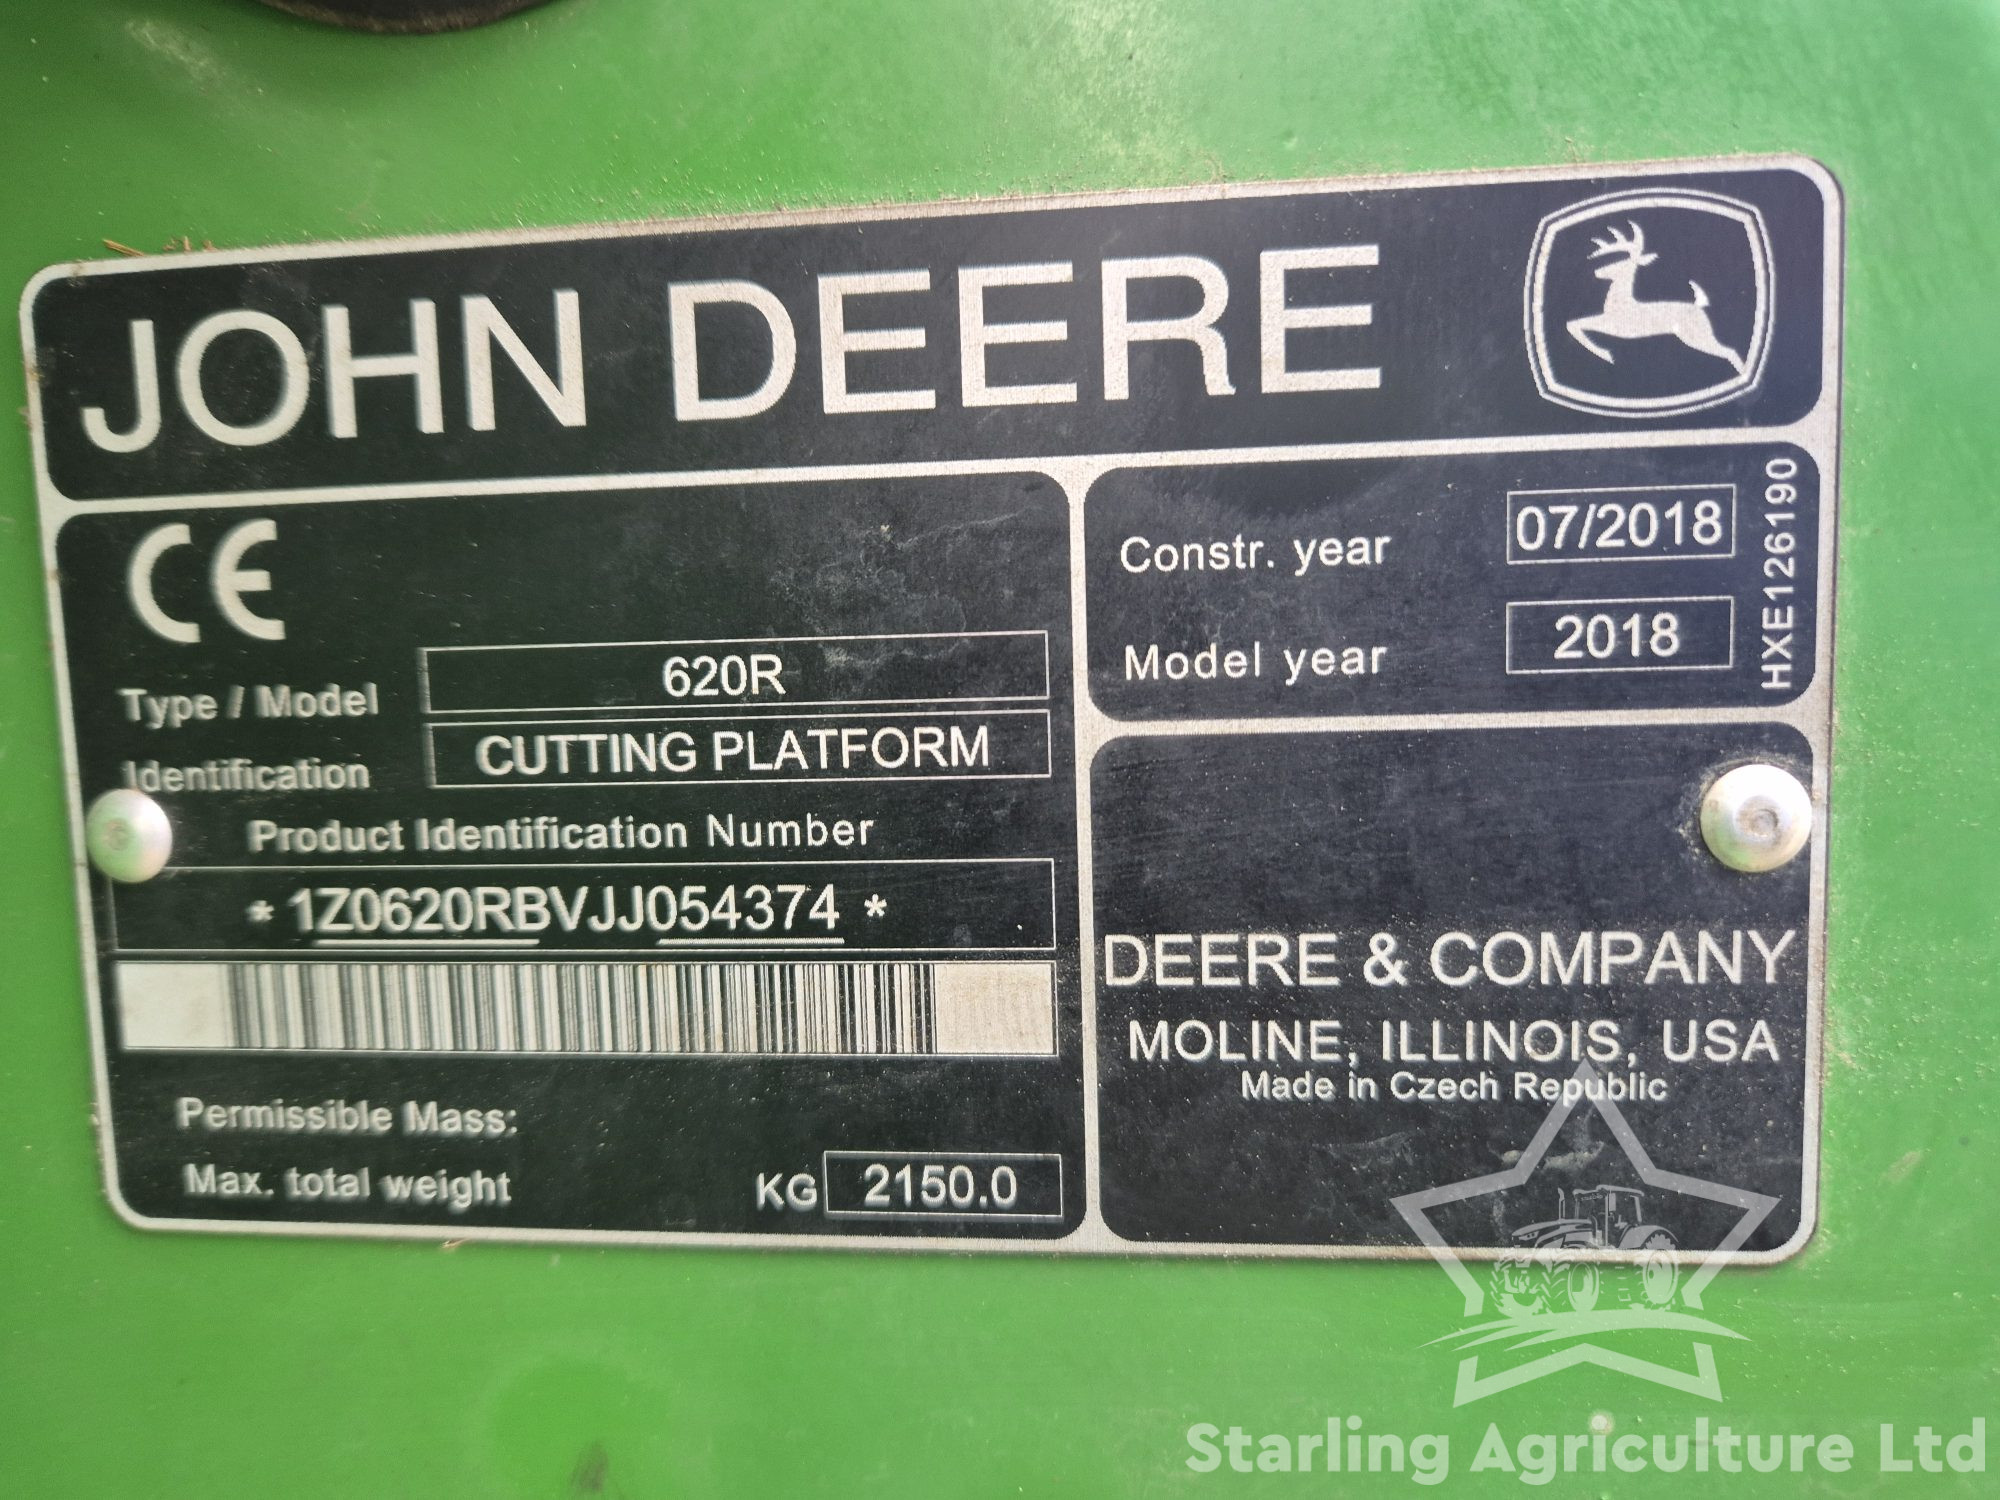 JOHN DEERE
CE
Type / Model 620R
Identification CUTTING PLATFORM
Product Identification Number
* 1Z0620RBVJJ054374 *
Permissible Mass:
Max. total weight KG 2150.0
Constr. year 07/2018
Model year 2018
HXE126190
DEERE & COMPANY
MOLINE, ILLINOIS, USA
Made in Czech Republic
Starling Agriculture Ltd